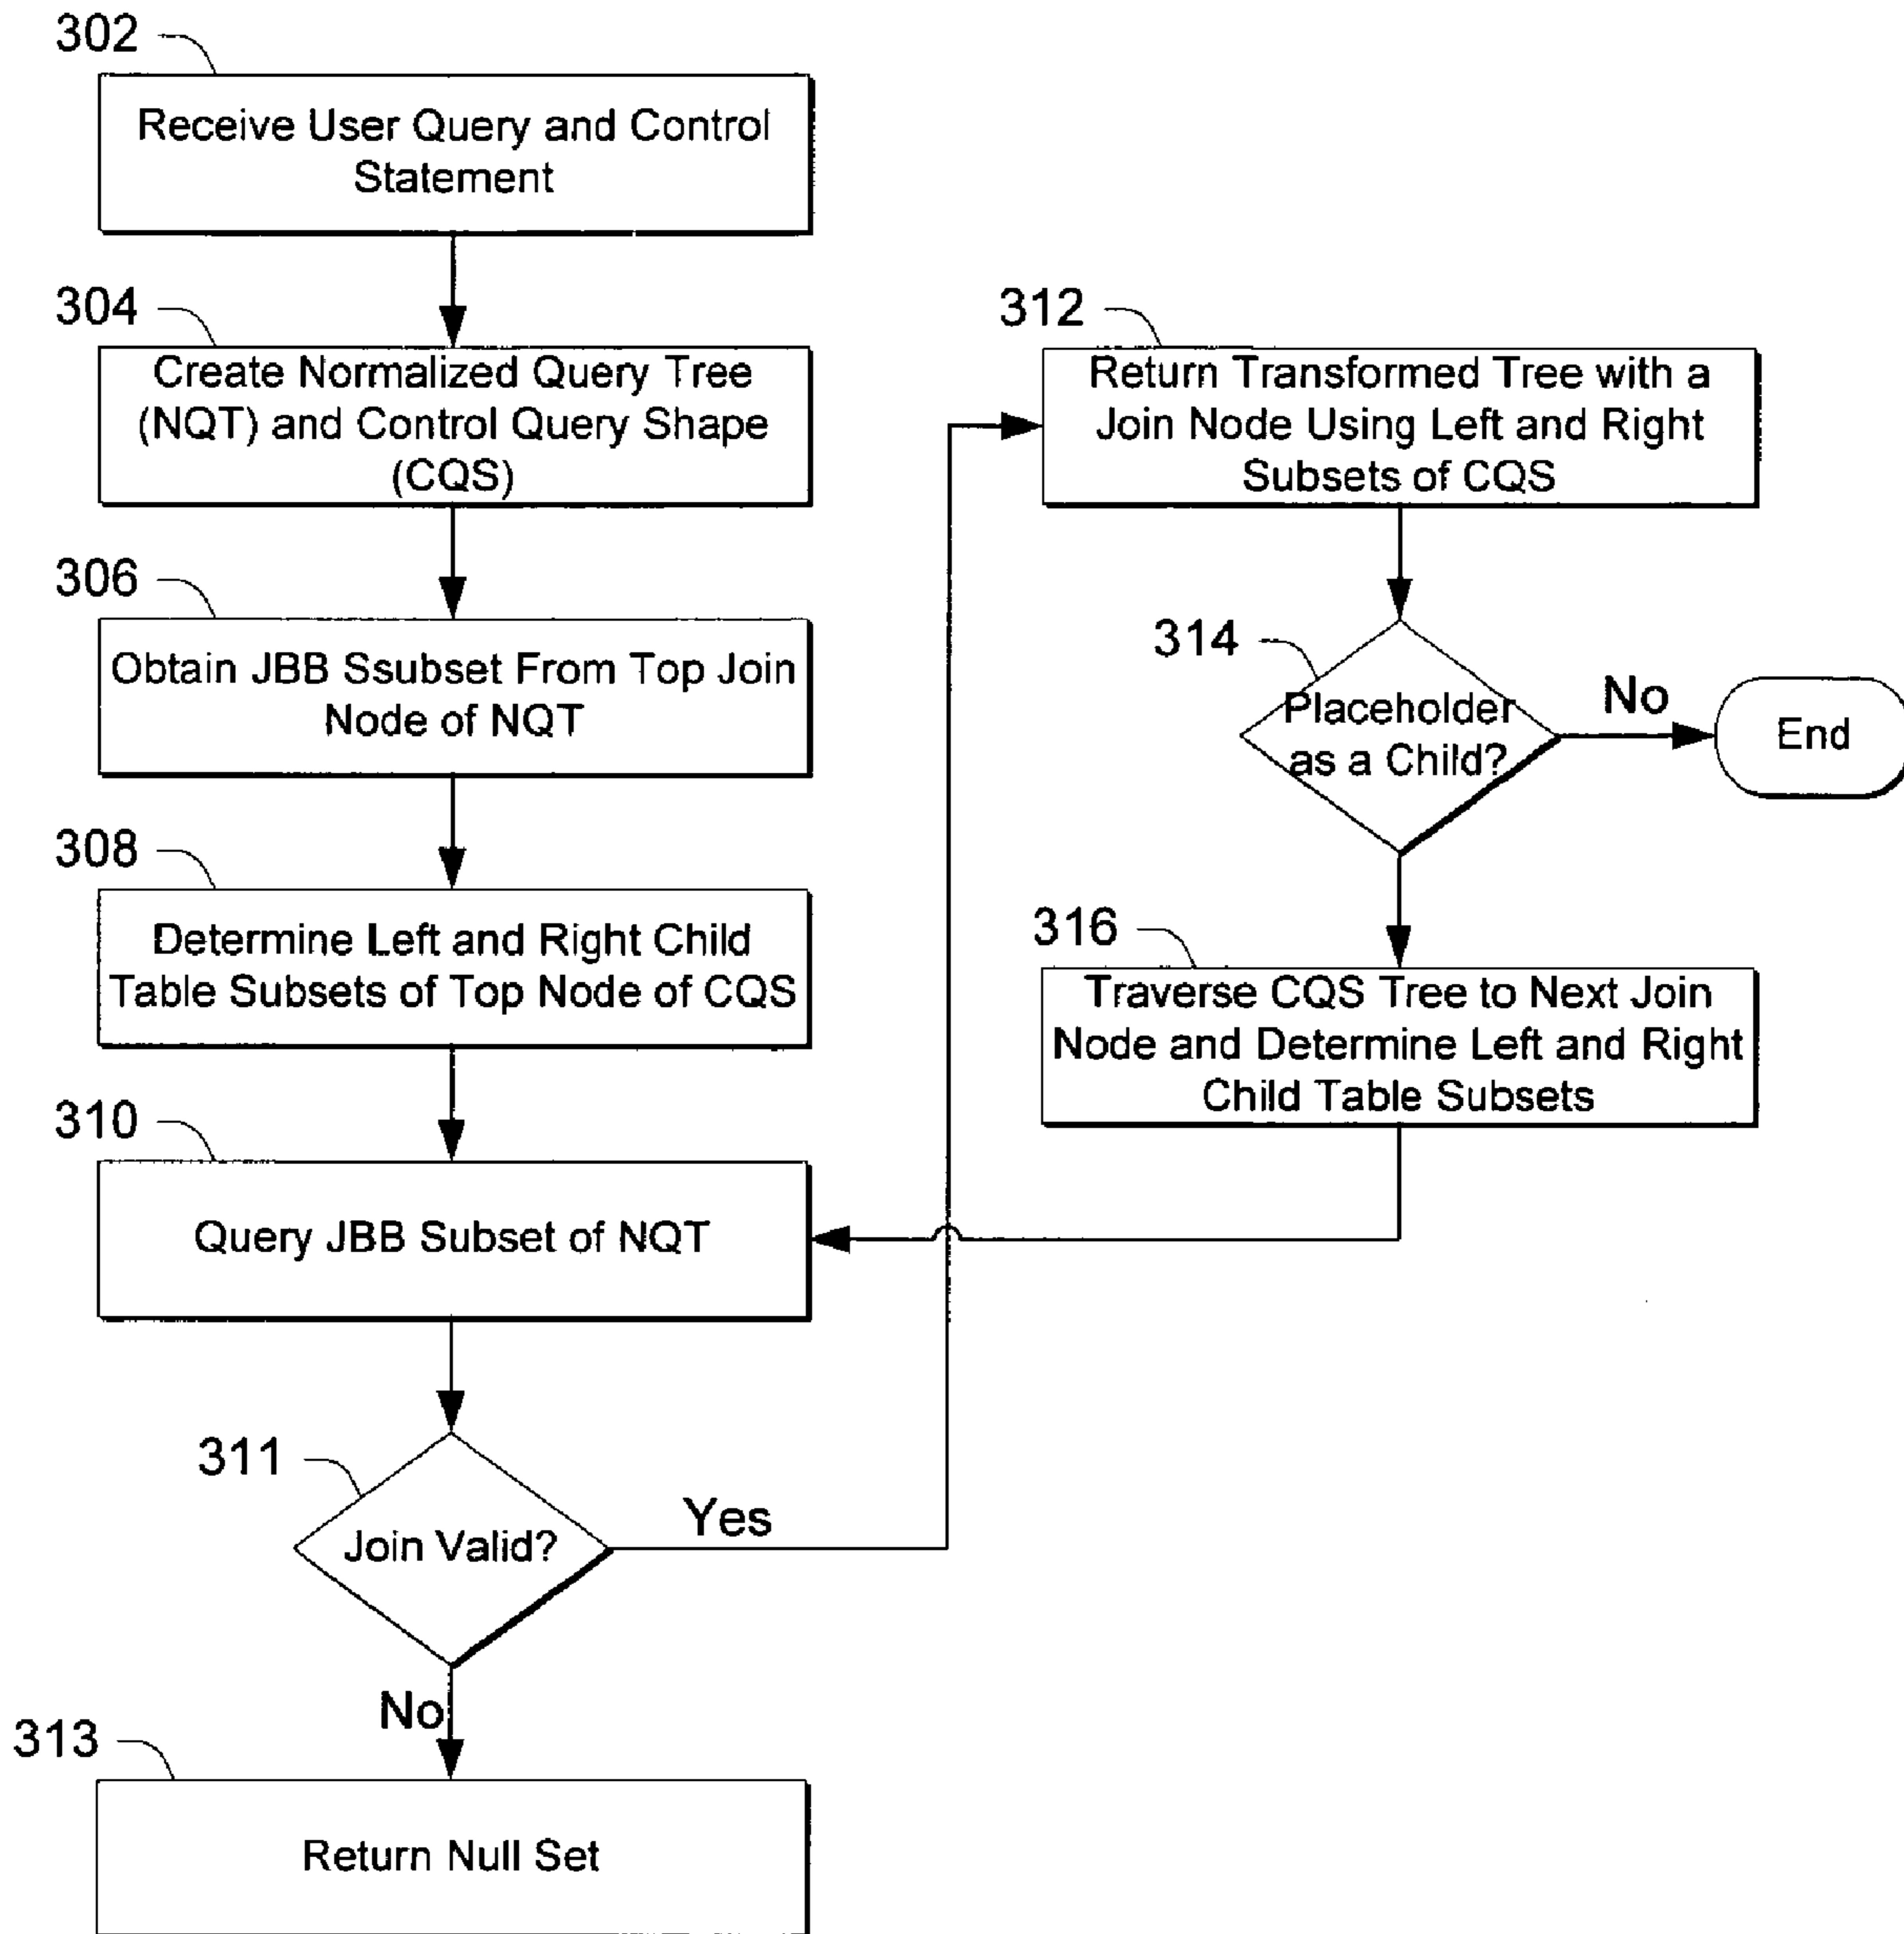 302
Receive User Query and Control
Statement
304
Create Normalized Query Tree
(NQT) and Control Query Shape
(CQS)
306
Obtain JBB Ssubset From Top Join
Node of NQT
308
Determine Left and Right Child
Table Subsets of Top Node of CQS
310
Query JBB Subset of NQT
311
Join Valid?
Yes
No
313
Return Null Set
312
Return Transformed Tree with a
Join Node Using Left and Right
Subsets of CQS
314
Placeholder
as a Child?
No
End
316
Traverse CQS Tree to Next Join
Node and Determine Left and Right
Child Table Subsets